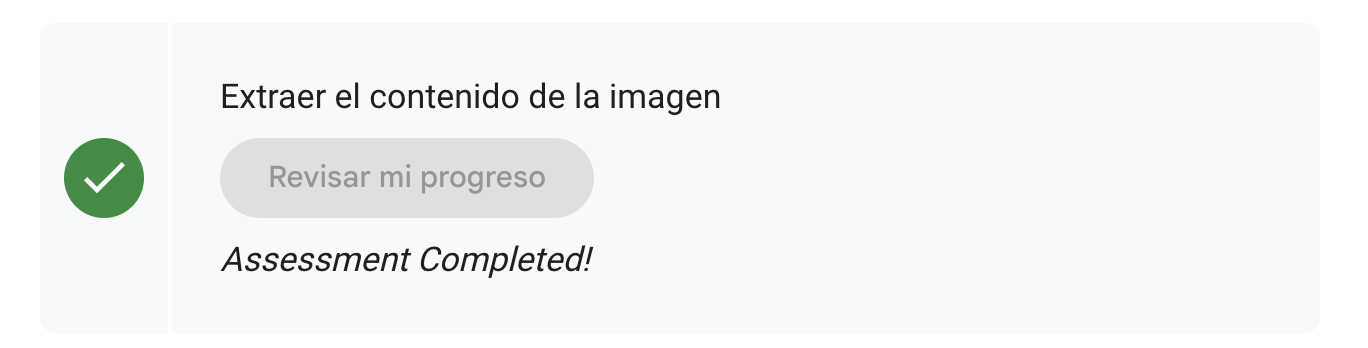 Extraer el contenido de la imagen
Revisar mi progreso
Assessment Completed!